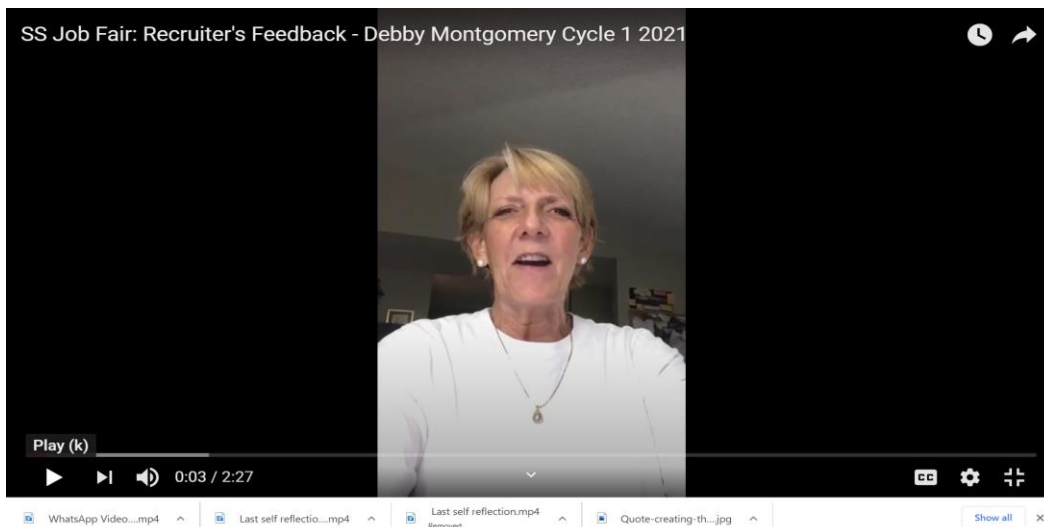 SS Job Fair: Recruiter's Feedback - Debby Montgomery Cycle 1 2021
Play (k)
0:03 / 2:27
CC
WhatsApp Video....mp4
Last self reflectio....mp4
Last self reflection.mp4
Removed
Quote-creating-th....jpg
Show all